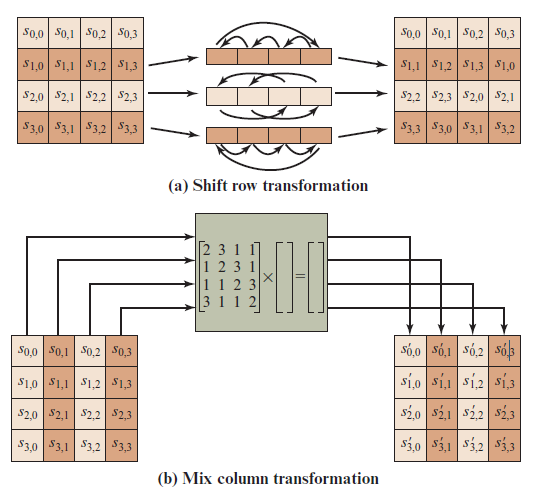 s0,0 s0,1 s0,2 s0,3 s0,0 s0,1 s0,2 s0,3
s1,0 s1,1 s1,2 s1,3 s1,1 s1,2 s1,3 s1,0
s2,0 s2,1 s2,2 s2,3 s2,2 s2,3 s2,0 s2,1
s3,0 s3,1 s3,2 s3,3 s3,3 s3,0 s3,1 s3,2
(a) Shift row transformation
2 3 1 1
1 2 3 1
1 1 2 3
3 1 1 2
× =
s0,0 s0,1 s0,2 s0,3 s′0,0 s′0,1 s′0,2 s′0,3
s1,0 s1,1 s1,2 s1,3 s′1,0 s′1,1 s′1,2 s′1,3
s2,0 s2,1 s2,2 s2,3 s′2,0 s′2,1 s′2,2 s′2,3
s3,0 s3,1 s3,2 s3,3 s′3,0 s′3,1 s′3,2 s′3,3
(b) Mix column transformation